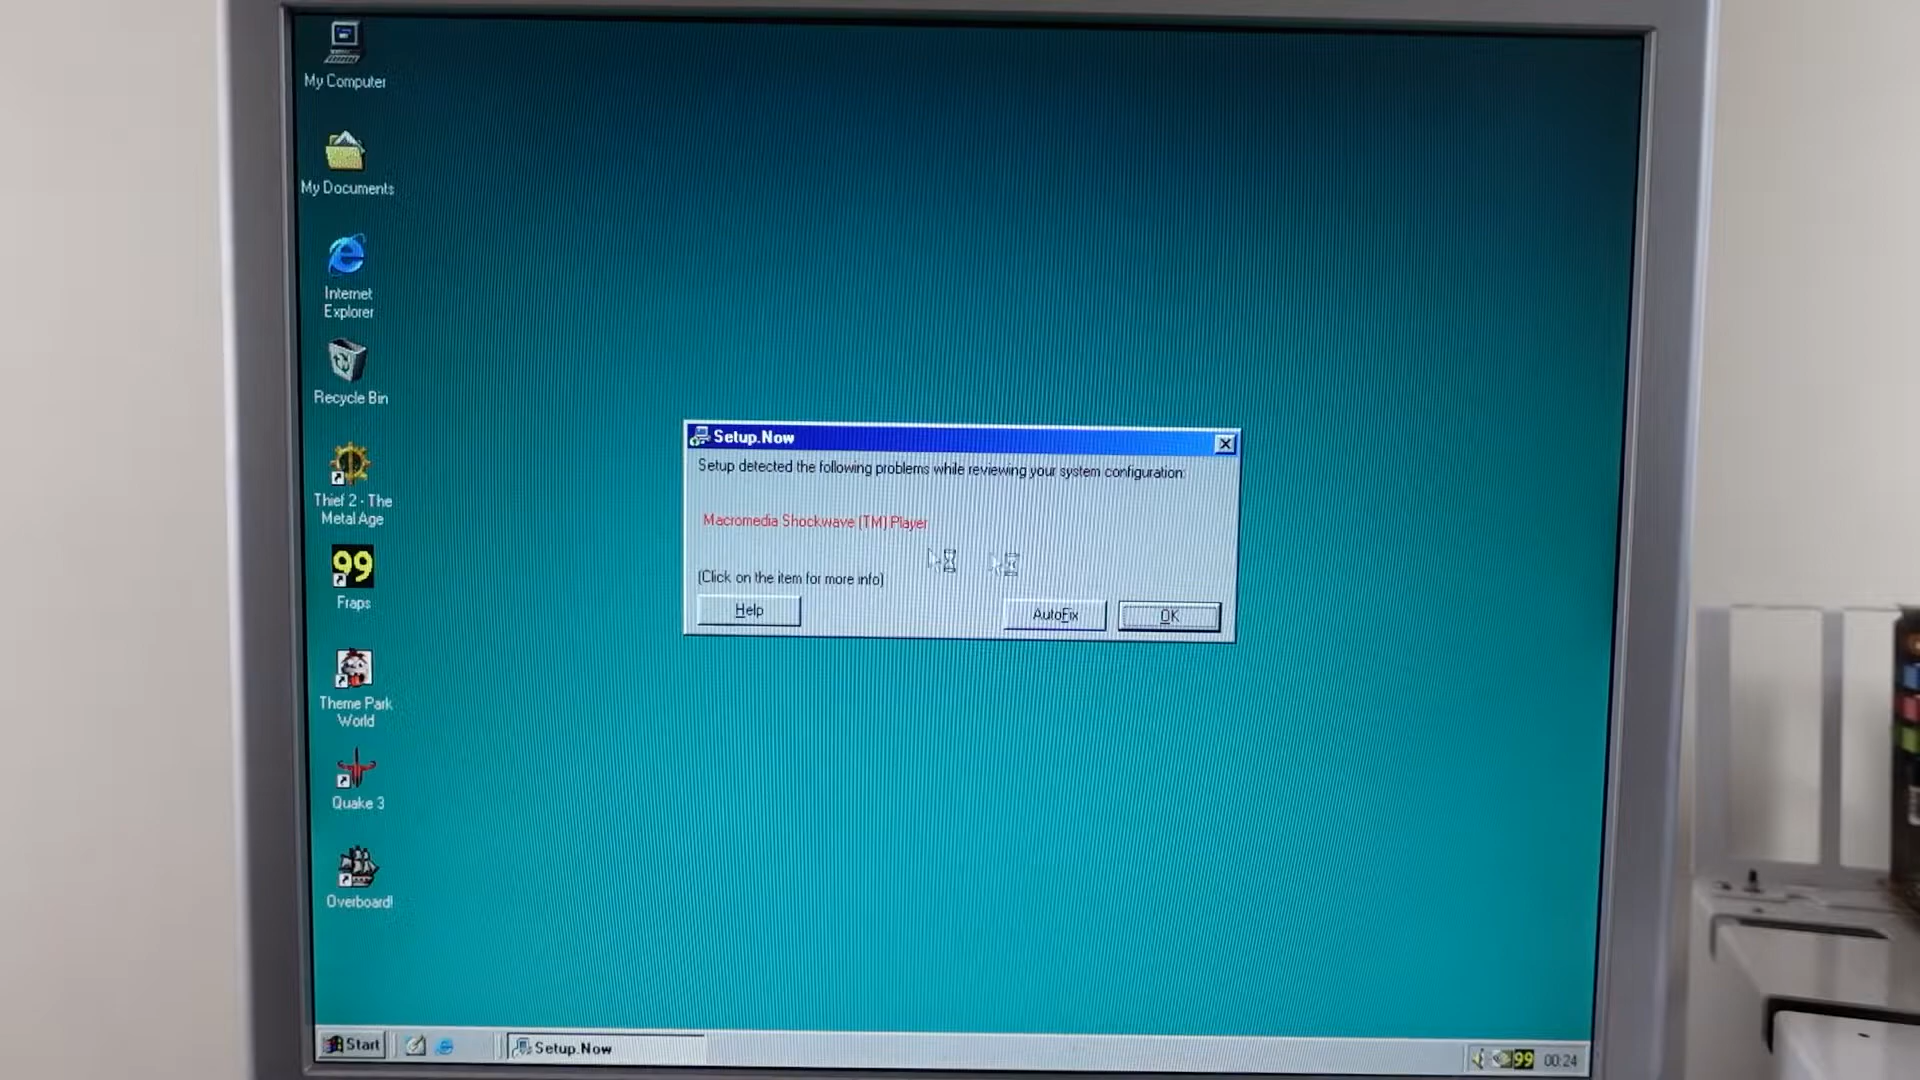 My Computer
My Documents
Internet
Explorer
Recycle Bin
Thief 2 - The
Metal Age
99
Fraps
Theme Park
World
Quake 3
Overboard!
Setup.Now
Setup detected the following problems while reviewing your system configuration:
Macromedia Shockwave (TM) Player
(Click on the item for more info)
Help
AutoFix
OK
Start
Setup.Now
99
00:24